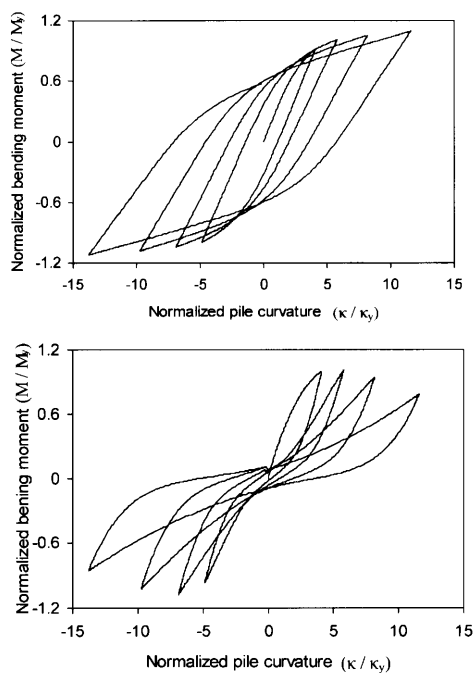 1.2
0.6
0
-0.6
-1.2
Normalized bending moment (M / My)
-15 -10 -5 0 5 10 15
Normalized pile curvature (κ / κy)
1.2
0.6
0
-0.6
-1.2
Normalized bening moment (M / My)
-15 -10 -5 0 5 10 15
Normalized pile curvature (κ / κy)